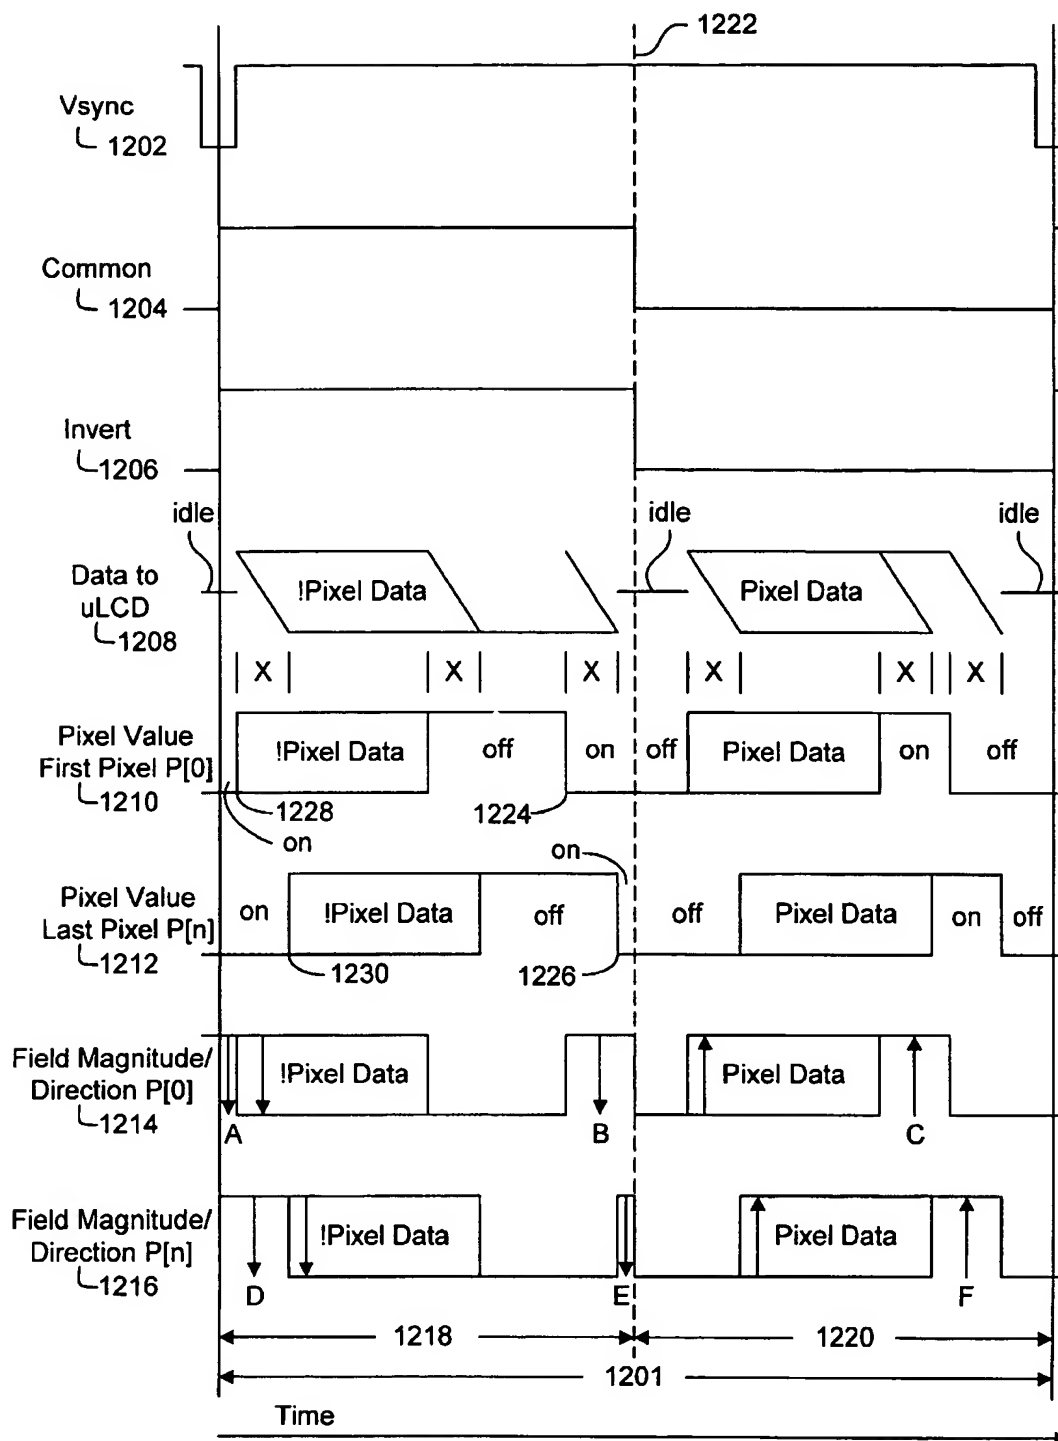 1222
Vsync
1202
Common
1204
Invert
1206
idle
idle
idle
Data to
uLCD
1208
!Pixel Data
Pixel Data
X X X X X X
Pixel Value
First Pixel P[0]
1210
!Pixel Data off on off Pixel Data on off
1228
1224
on
on
Pixel Value
Last Pixel P[n]
1212
on !Pixel Data off off Pixel Data on off
1230
1226
Field Magnitude/
Direction P[0]
1214
!Pixel Data
Pixel Data
A B C
Field Magnitude/
Direction P[n]
1216
!Pixel Data
Pixel Data
D E F
1218
1220
1201
Time